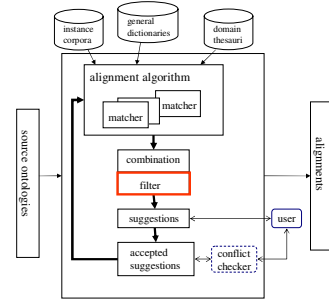 instance
corpora
general
dictionaries
domain
thesauri
alignment algorithm
matcher
matcher
combination
filter
suggestions
accepted
suggestions
conflict
checker
user
source ontologies
alignments